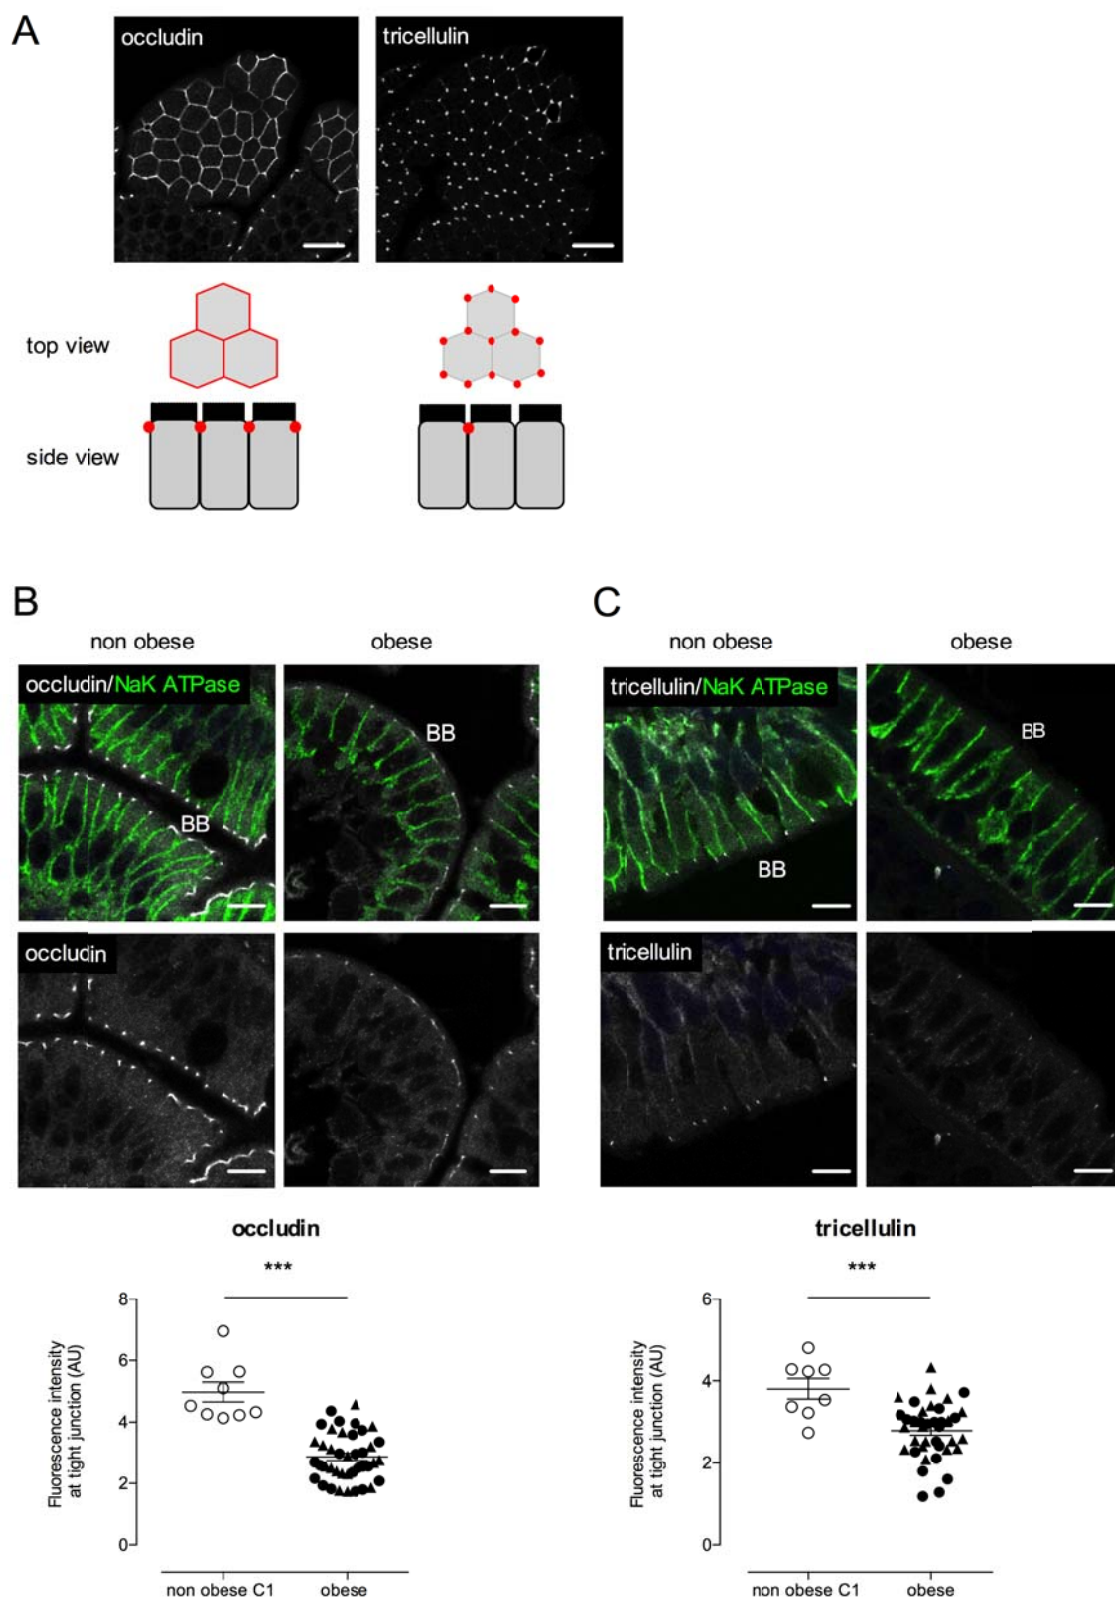 A
occludin
tricellulin
top view
side view
B
non obese
obese
occludin/NaK ATPase
BB
BB
occludin
C
non obese
obese
tricellulin/NaK ATPase
BB
BB
tricellulin
occludin
***
Fluorescence intensity
at tight junction (AU)
8
6
4
2
0
non obese C1
obese
tricellulin
***
Fluorescence intensity
at tight junction (AU)
6
4
2
0
non obese C1
obese